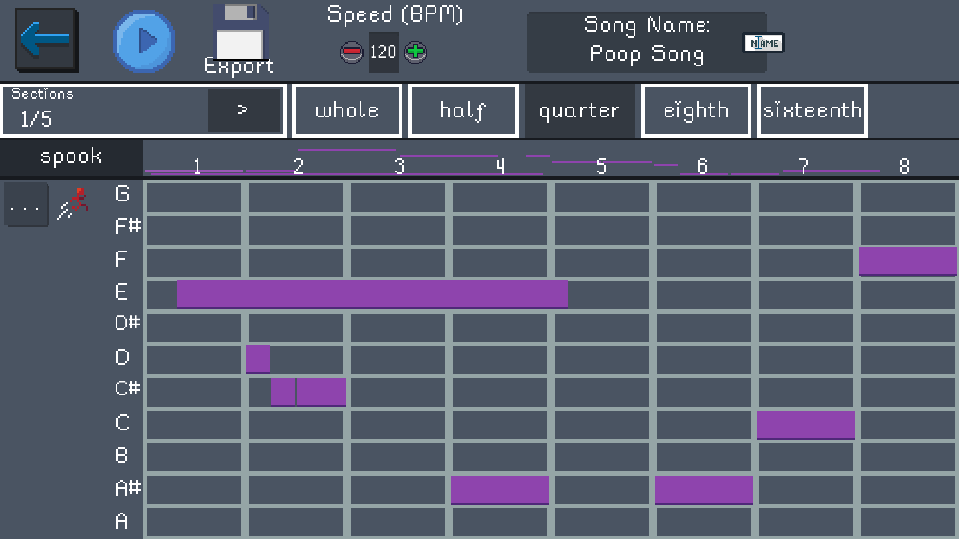 Speed (BPM)
120
Export
Song Name:
Poop Song
NAME
Sections
1/5
>
whole
half
quarter
eighth
sixteenth
spook
1 2 3 4 5 6 7 8
...
G
F#
F
E
D#
D
C#
C
B
A#
A